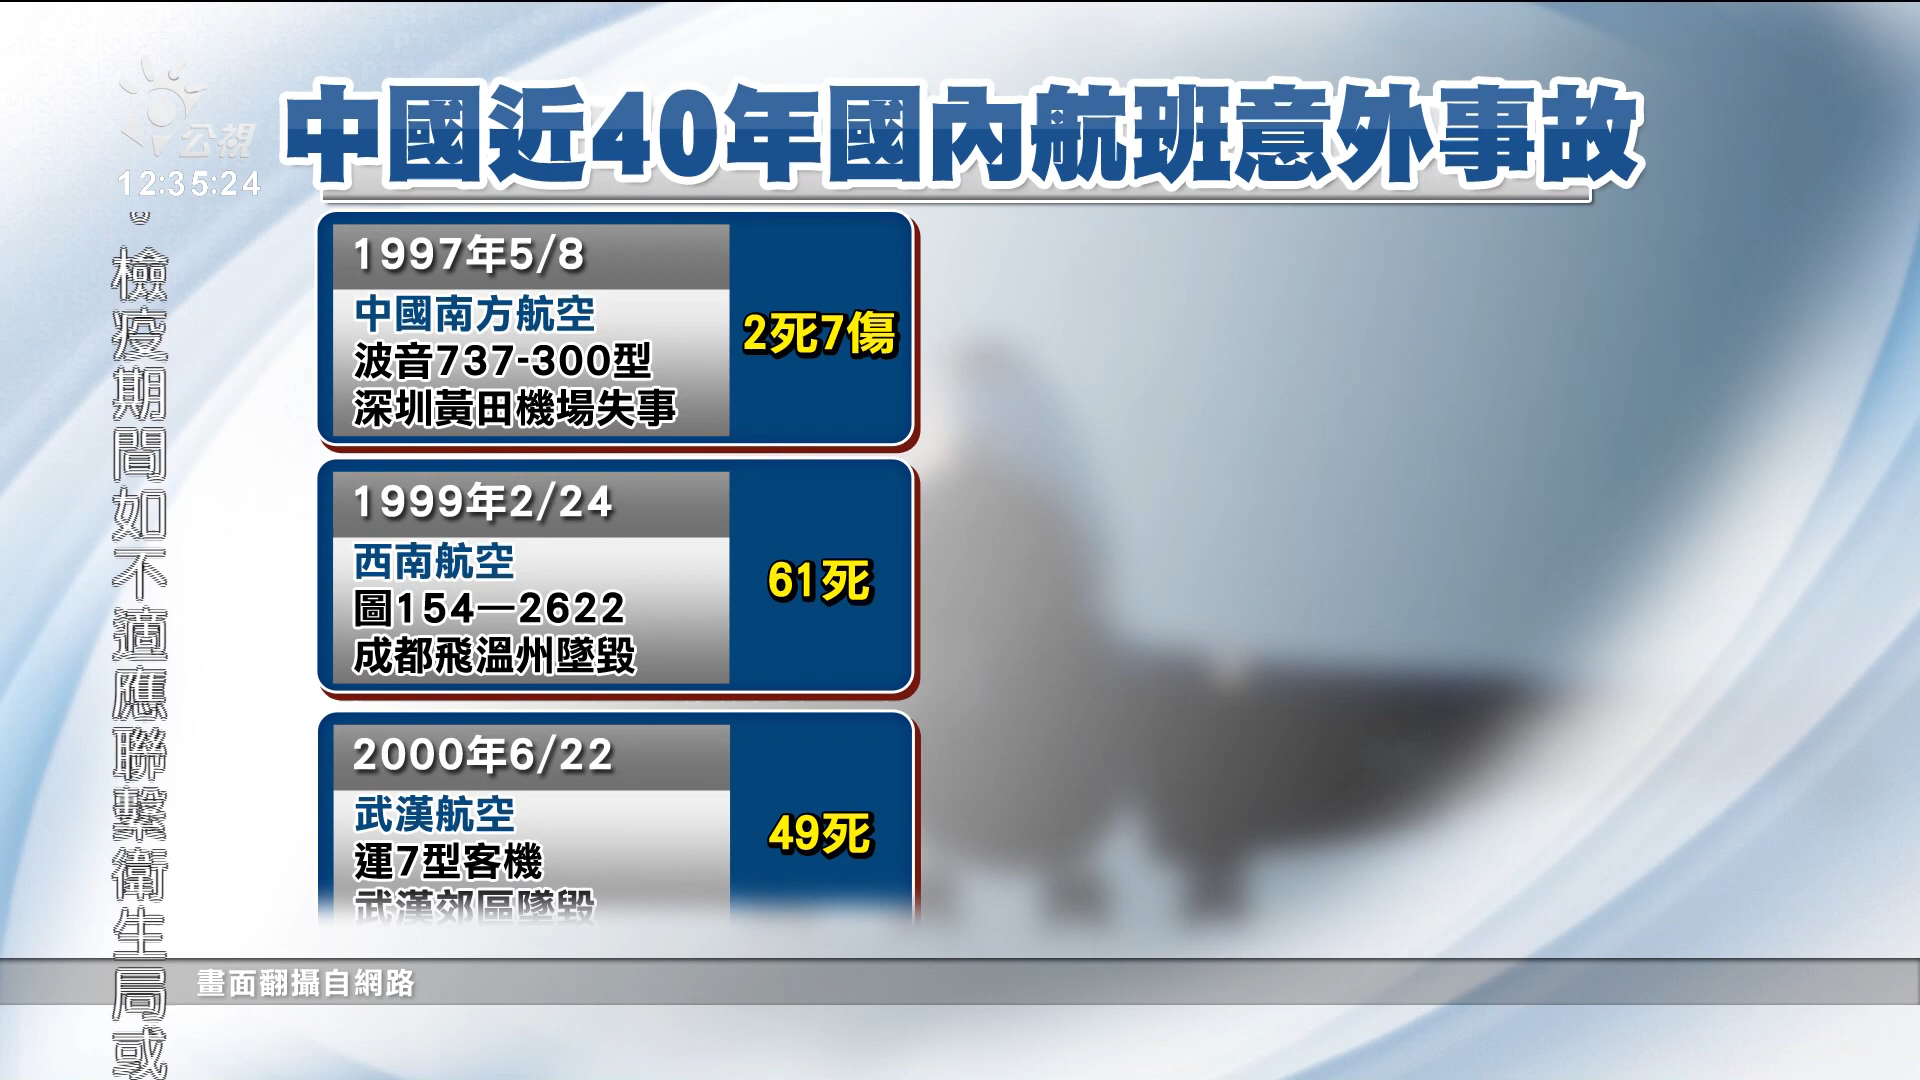 公視
12:35:24
中國近40年國內航班意外事故
1997年5/8
中國南方航空
波音737-300型
深圳黃田機場失事
2死7傷
1999年2/24
西南航空
圖154—2622
成都飛溫州墜毀
61死
2000年6/22
武漢航空
運7型客機
武漢郊區墜毀
49死
檢疫期間如不適應聯繫衛生局或
畫面翻攝自網路